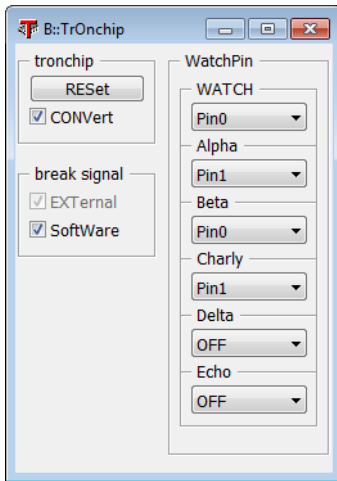 B::TrOnchip
tronchip
RESet
CONVert
break signal
EXTernal
SoftWare
WatchPin
WATCH
Pin0
Alpha
Pin1
Beta
Pin0
Charly
Pin1
Delta
OFF
Echo
OFF